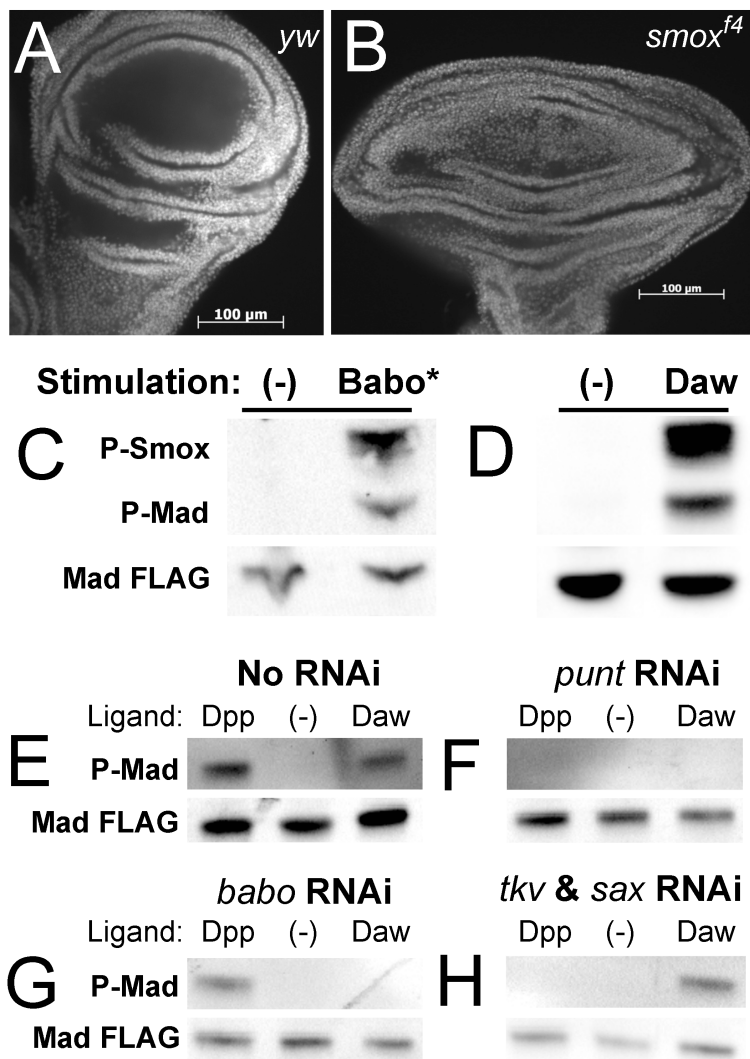 A yw B smox^f4
100 µm 100 µm
Stimulation: (-) Babo* (-) Daw
C P-Smox D
P-Mad
Mad FLAG
No RNAi punt RNAi
Ligand: Dpp (-) Daw Dpp (-) Daw
E P-Mad F
Mad FLAG
babo RNAi tkv & sax RNAi
Ligand: Dpp (-) Daw Dpp (-) Daw
G P-Mad H
Mad FLAG